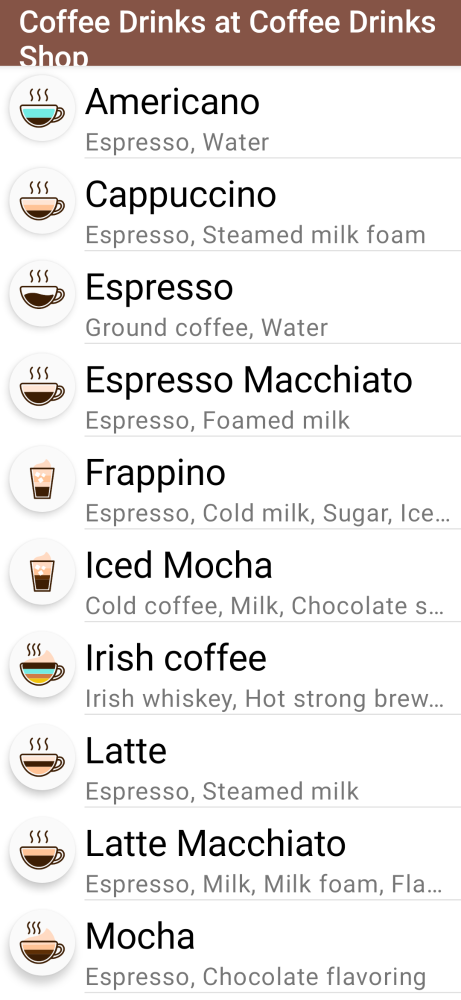 Coffee Drinks at Coffee Drinks
Shop
Americano
Espresso, Water
Cappuccino
Espresso, Steamed milk foam
Espresso
Ground coffee, Water
Espresso Macchiato
Espresso, Foamed milk
Frappino
Espresso, Cold milk, Sugar, Ice...
Iced Mocha
Cold coffee, Milk, Chocolate s...
Irish coffee
Irish whiskey, Hot strong brew...
Latte
Espresso, Steamed milk
Latte Macchiato
Espresso, Milk, Milk foam, Fla...
Mocha
Espresso, Chocolate flavoring